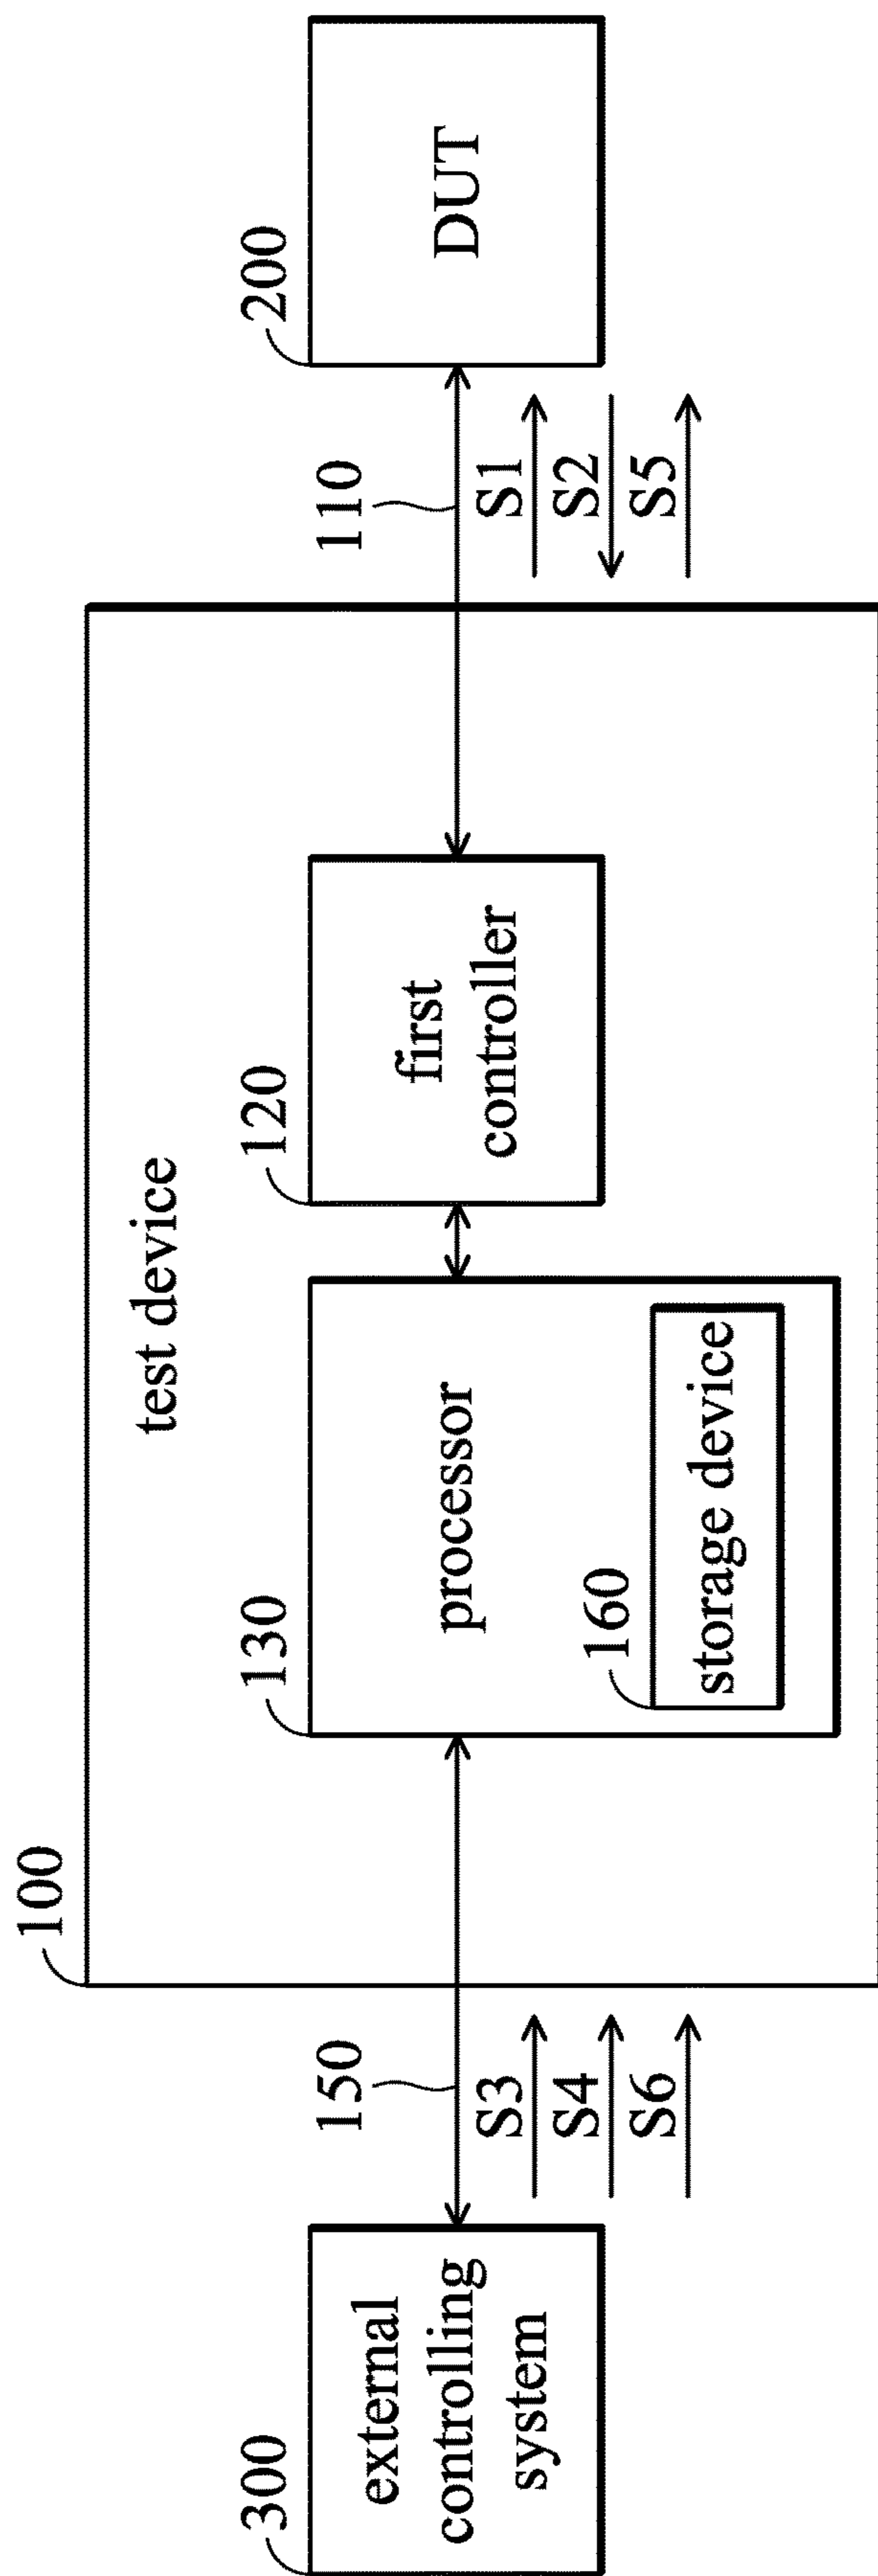 100
test device
300
external
controlling
system
150
S3
S4
S6
130
processor
160
storage device
120
first
controller
110
S1
S2
S5
200
DUT